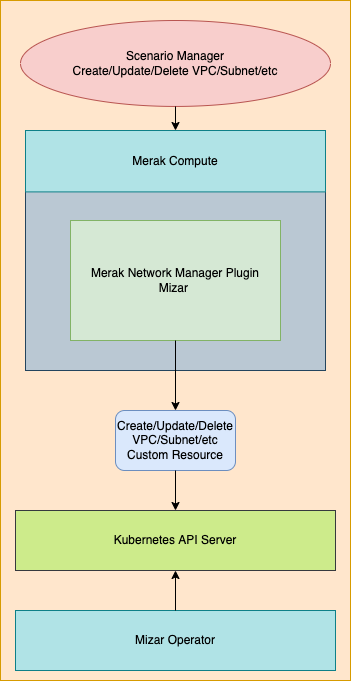 Scenario Manager
Create/Update/Delete VPC/Subnet/etc
Merak Compute
Merak Network Manager Plugin
Mizar
Create/Update/Delete
VPC/Subnet/etc
Custom Resource
Kubernetes API Server
Mizar Operator